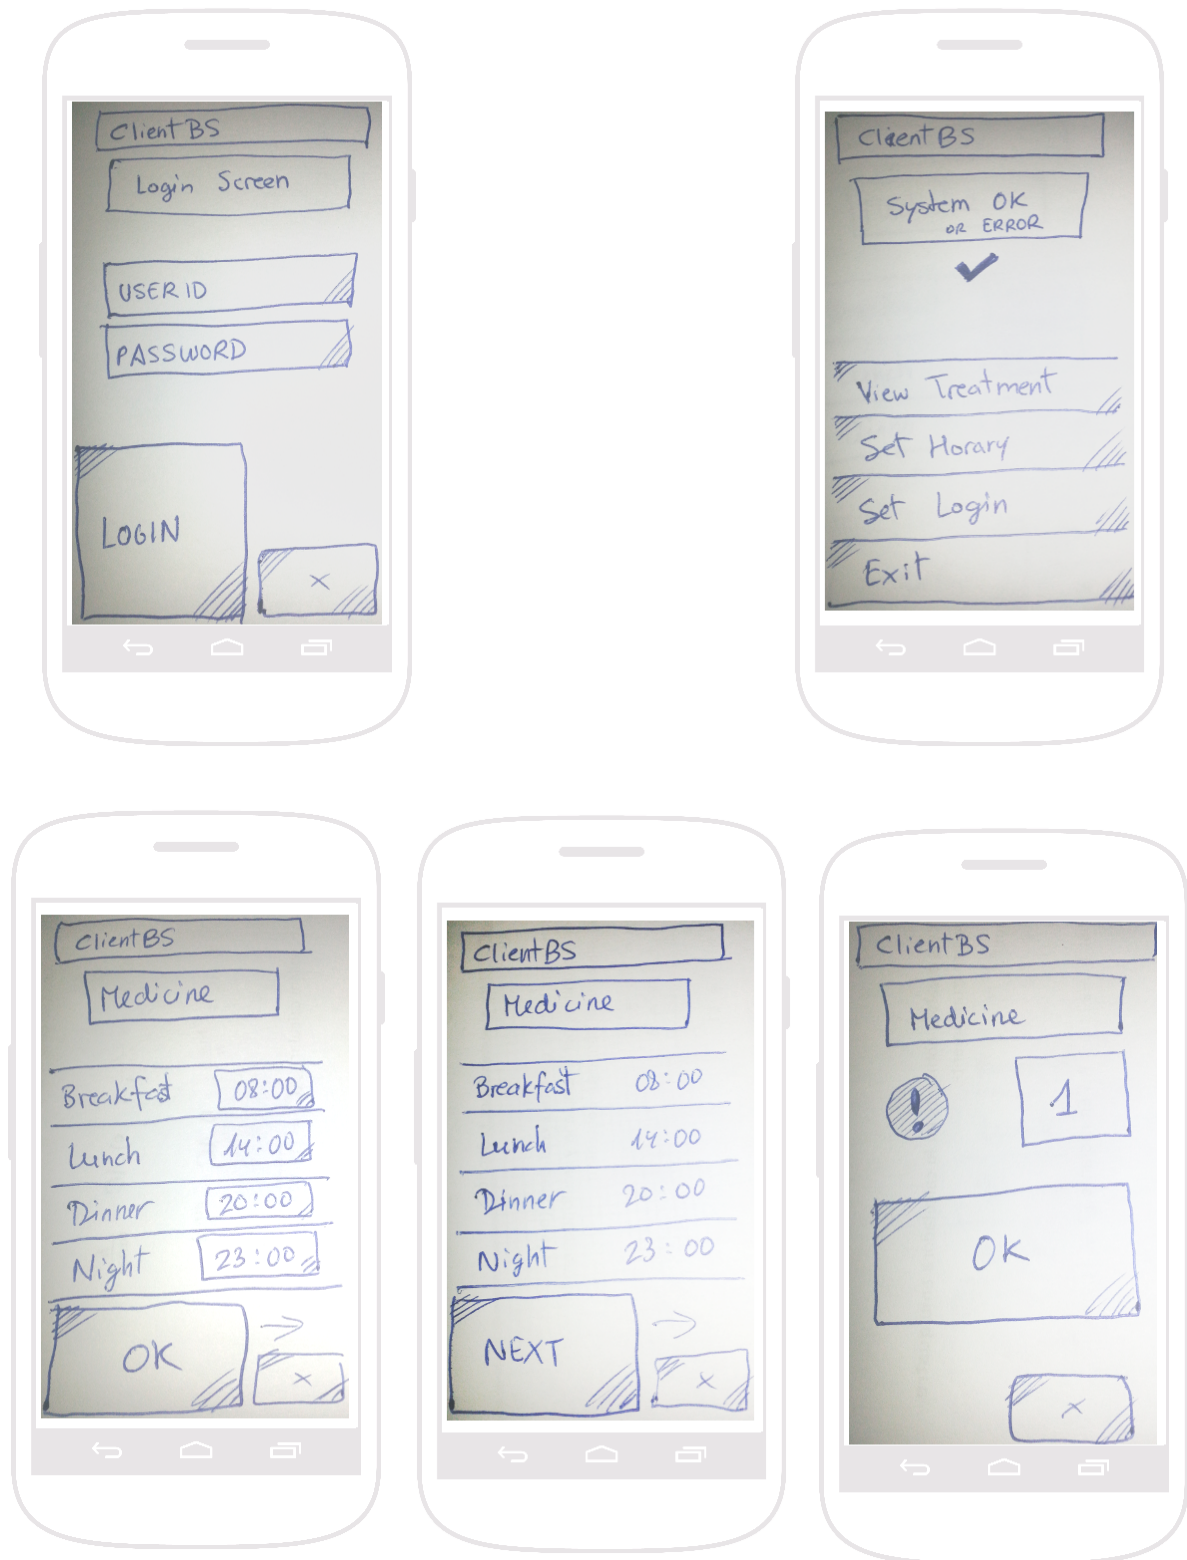 ClientBS
Login Screen
USER ID
PASSWORD
LOGIN
X
ClientBS
System OK
OR ERROR
View Treatment
Set Horary
Set Login
Exit
ClientBS
Medicine
Breakfast 08:00
Lunch 14:00
Dinner 20:00
Night 23:00
OK
X
ClientBS
Medicine
Breakfast 08:00
Lunch 14:00
Dinner 20:00
Night 23:00
NEXT
X
ClientBS
Medicine
! 1
OK
X